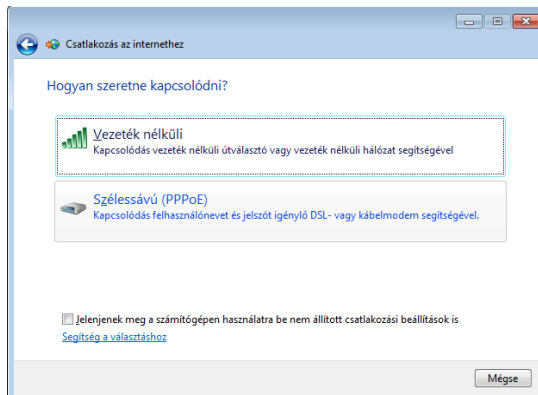 Csatlakozás az internethez
Hogyan szeretne kapcsolódni?
Vezeték nélküli
Kapcsolódás vezeték nélküli útválasztó vagy vezeték nélküli hálózat segítségével
Szélessávú (PPPoE)
Kapcsolódás felhasználónevet és jelszót igénylő DSL- vagy kábelmodem segítségével.
Jelenjenek meg a számítógépen használatra be nem állított csatlakozási beállítások is
Segítség a választáshoz
Mégse